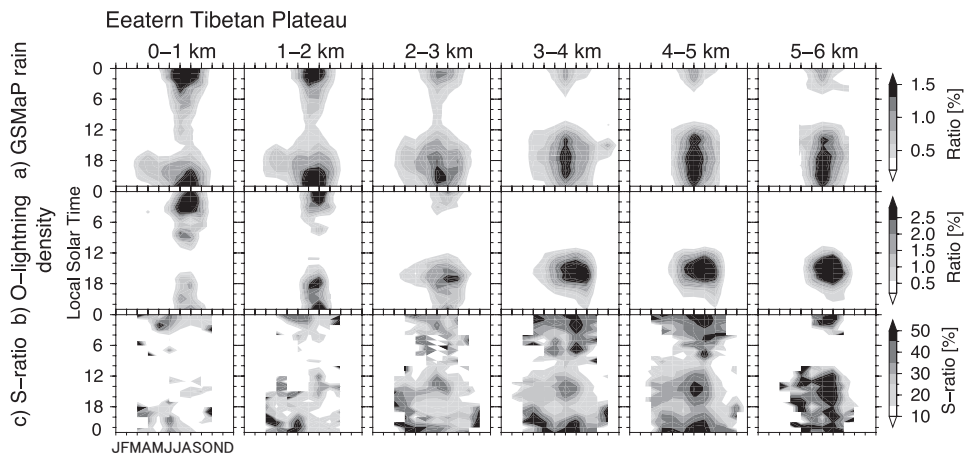 Eeatern Tibetan Plateau
0–1 km 1–2 km 2–3 km 3–4 km 4–5 km 5–6 km
a) GSMaP rain
0
6
12
18
1.5
1.0
0.5
Ratio [%]
b) O–lightning density
Local Solar Time
0
6
12
18
2.5
2.0
1.5
1.0
0.5
Ratio [%]
c) S–ratio
0
6
12
18
0
50
40
30
20
10
S–ratio [%]
JFMAMJJASOND